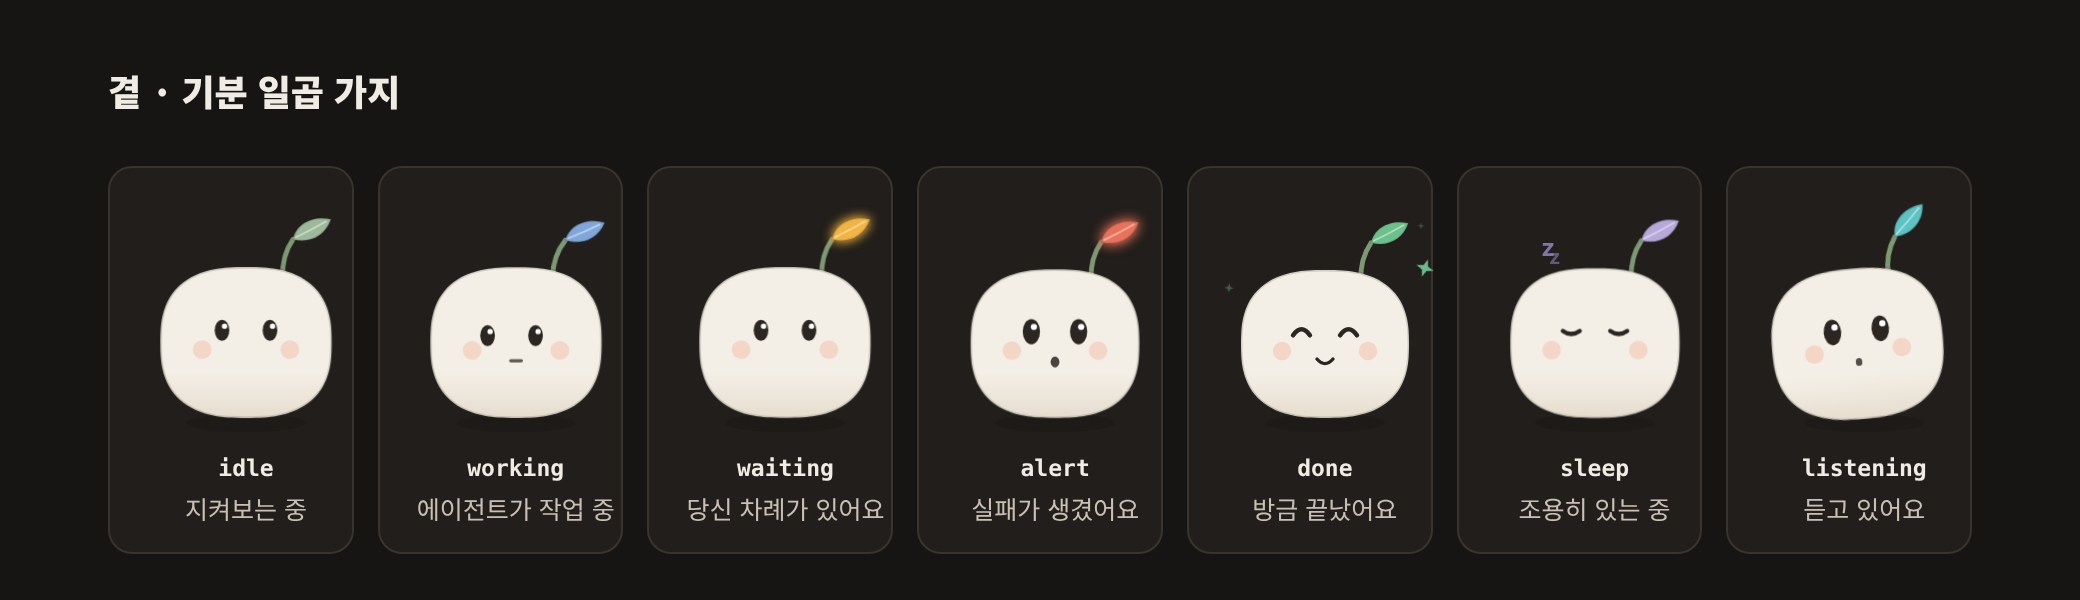 곁 · 기분 일곱 가지
idle
지켜보는 중
working
에이전트가 작업 중
waiting
당신 차례가 있어요
alert
실패가 생겼어요
done
방금 끝났어요
z
z
sleep
조용히 있는 중
listening
듣고 있어요